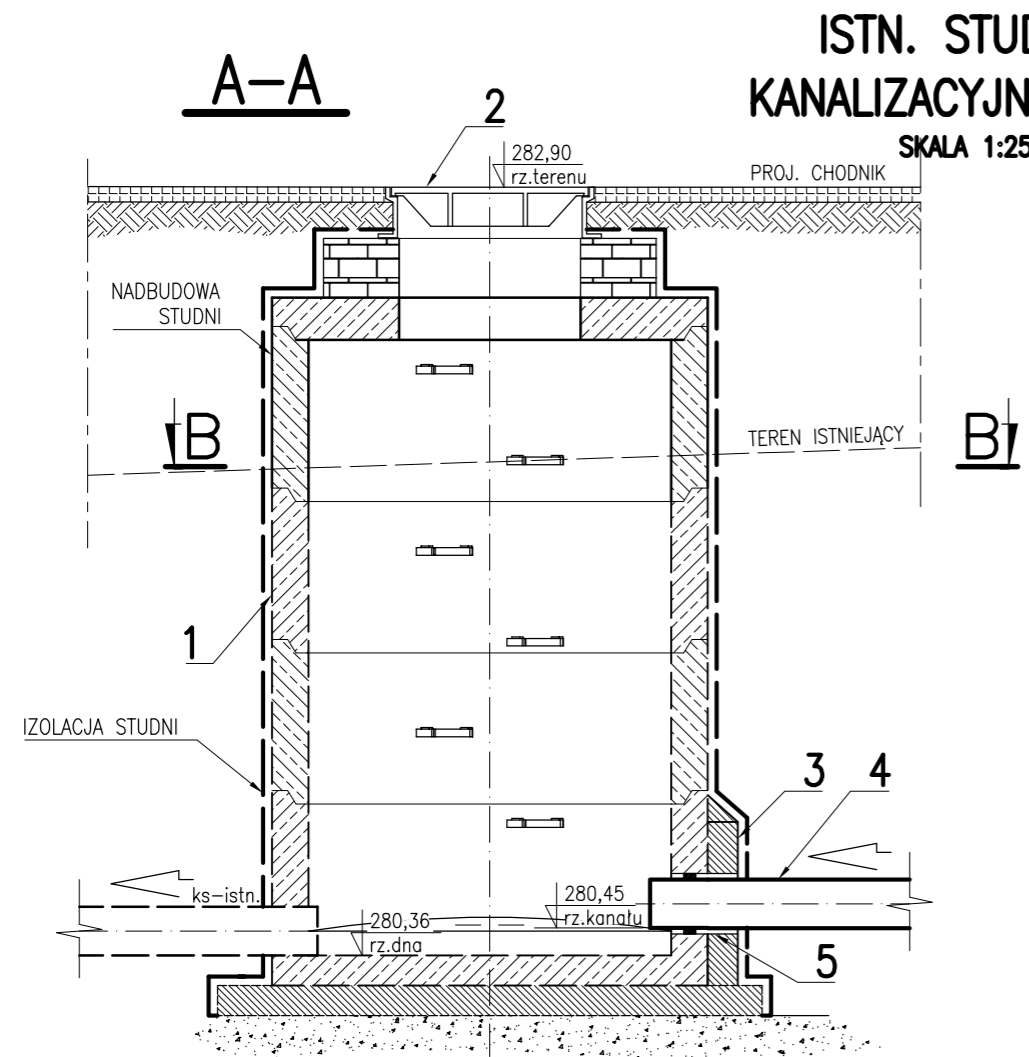 ISTN. STUD
A-A
KANALIZACYJN
2
SKALA 1:25
282,90
rz.terenu
PROJ. CHODNIK
NADBUDOWA
STUDNI
B
TEREN ISTNIEJĄCY
B
1
IZOLACJA STUDNI
3
4
ks-istn.
280,45
rz.kanału
280,36
rz.dna
5